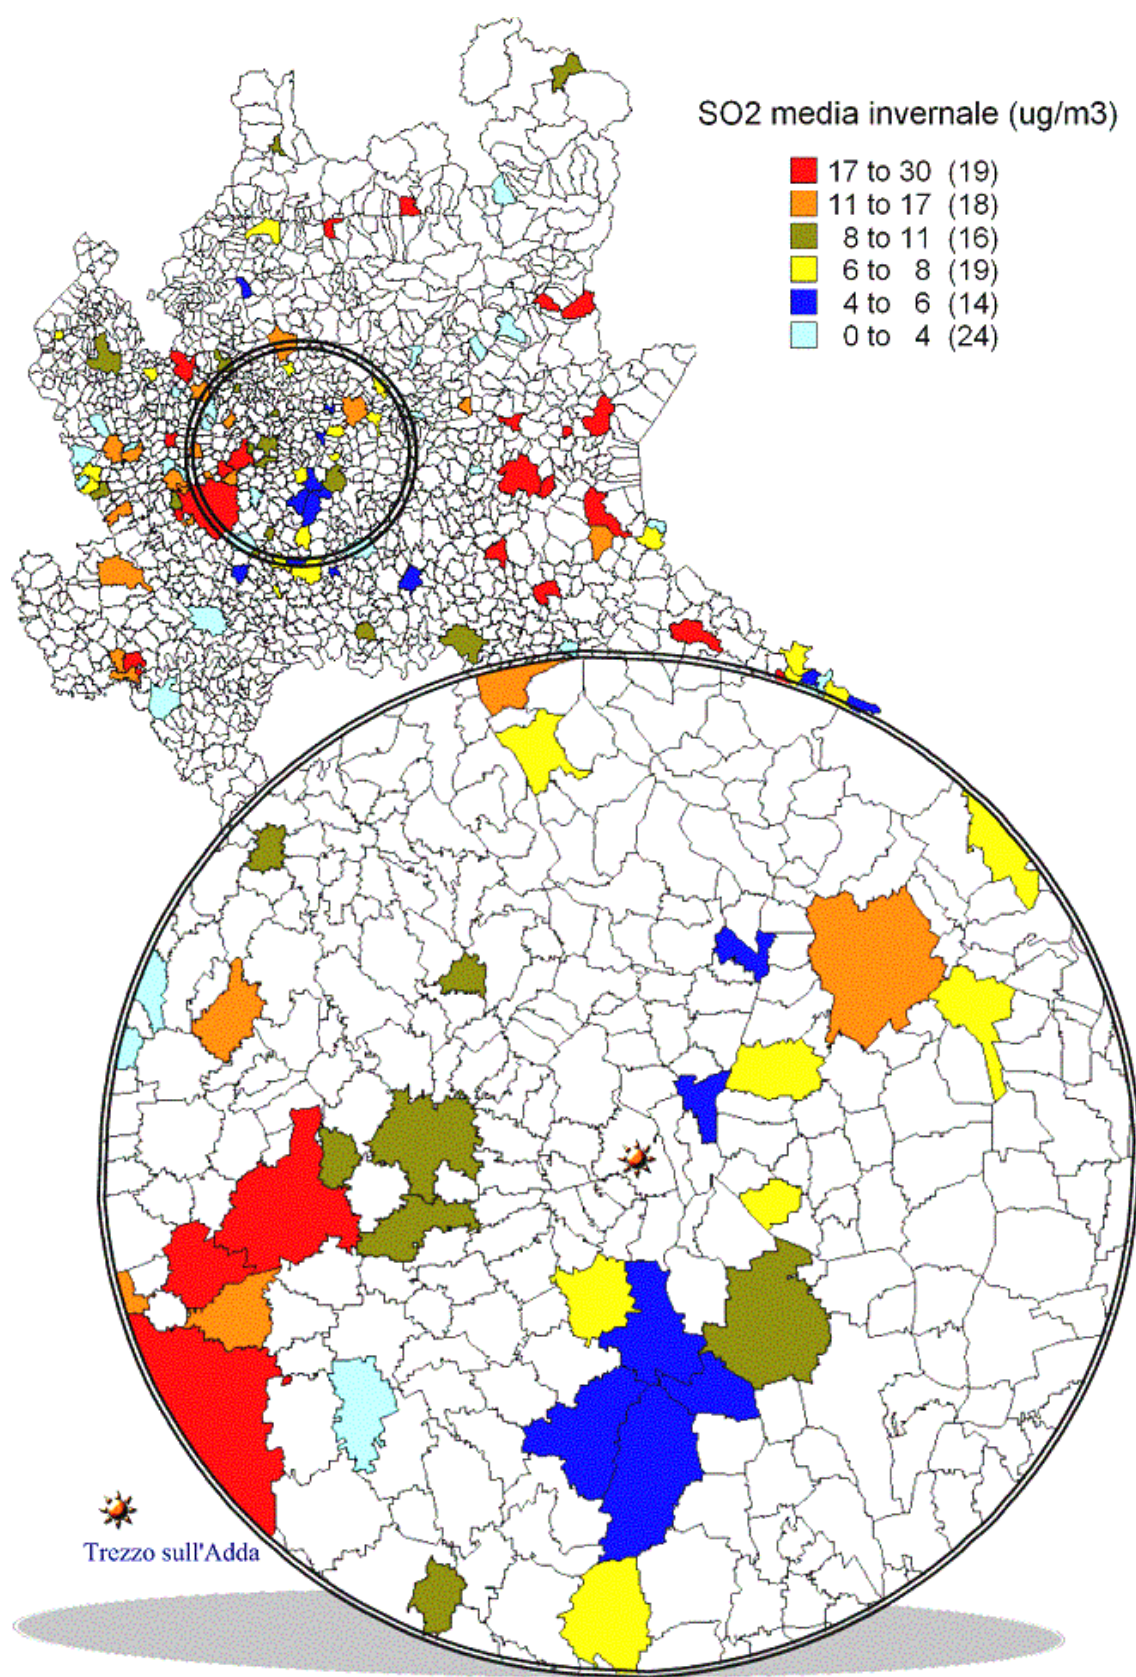 SO2 media invernale (ug/m3)
17 to 30 (19)
11 to 17 (18)
8 to 11 (16)
6 to 8 (19)
4 to 6 (14)
0 to 4 (24)
Trezzo sull'Adda